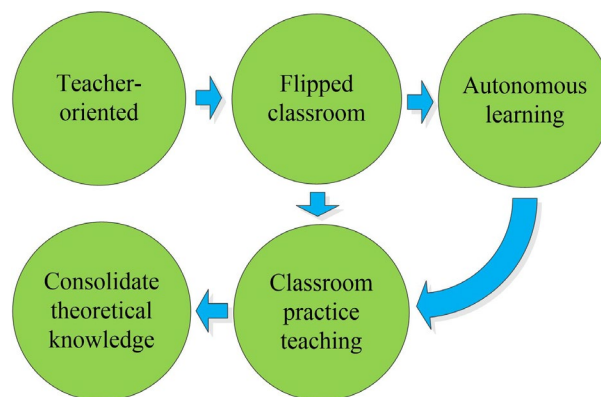 Teacher-
oriented
Flipped
classroom
Autonomous
learning
Consolidate
theoretical
knowledge
Classroom
practice
teaching